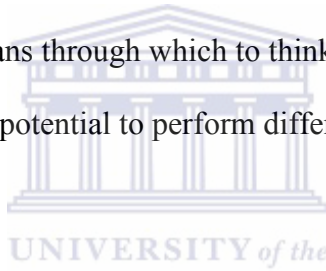 ans through which to think
potential to perform differ
UNIVERSITY of the